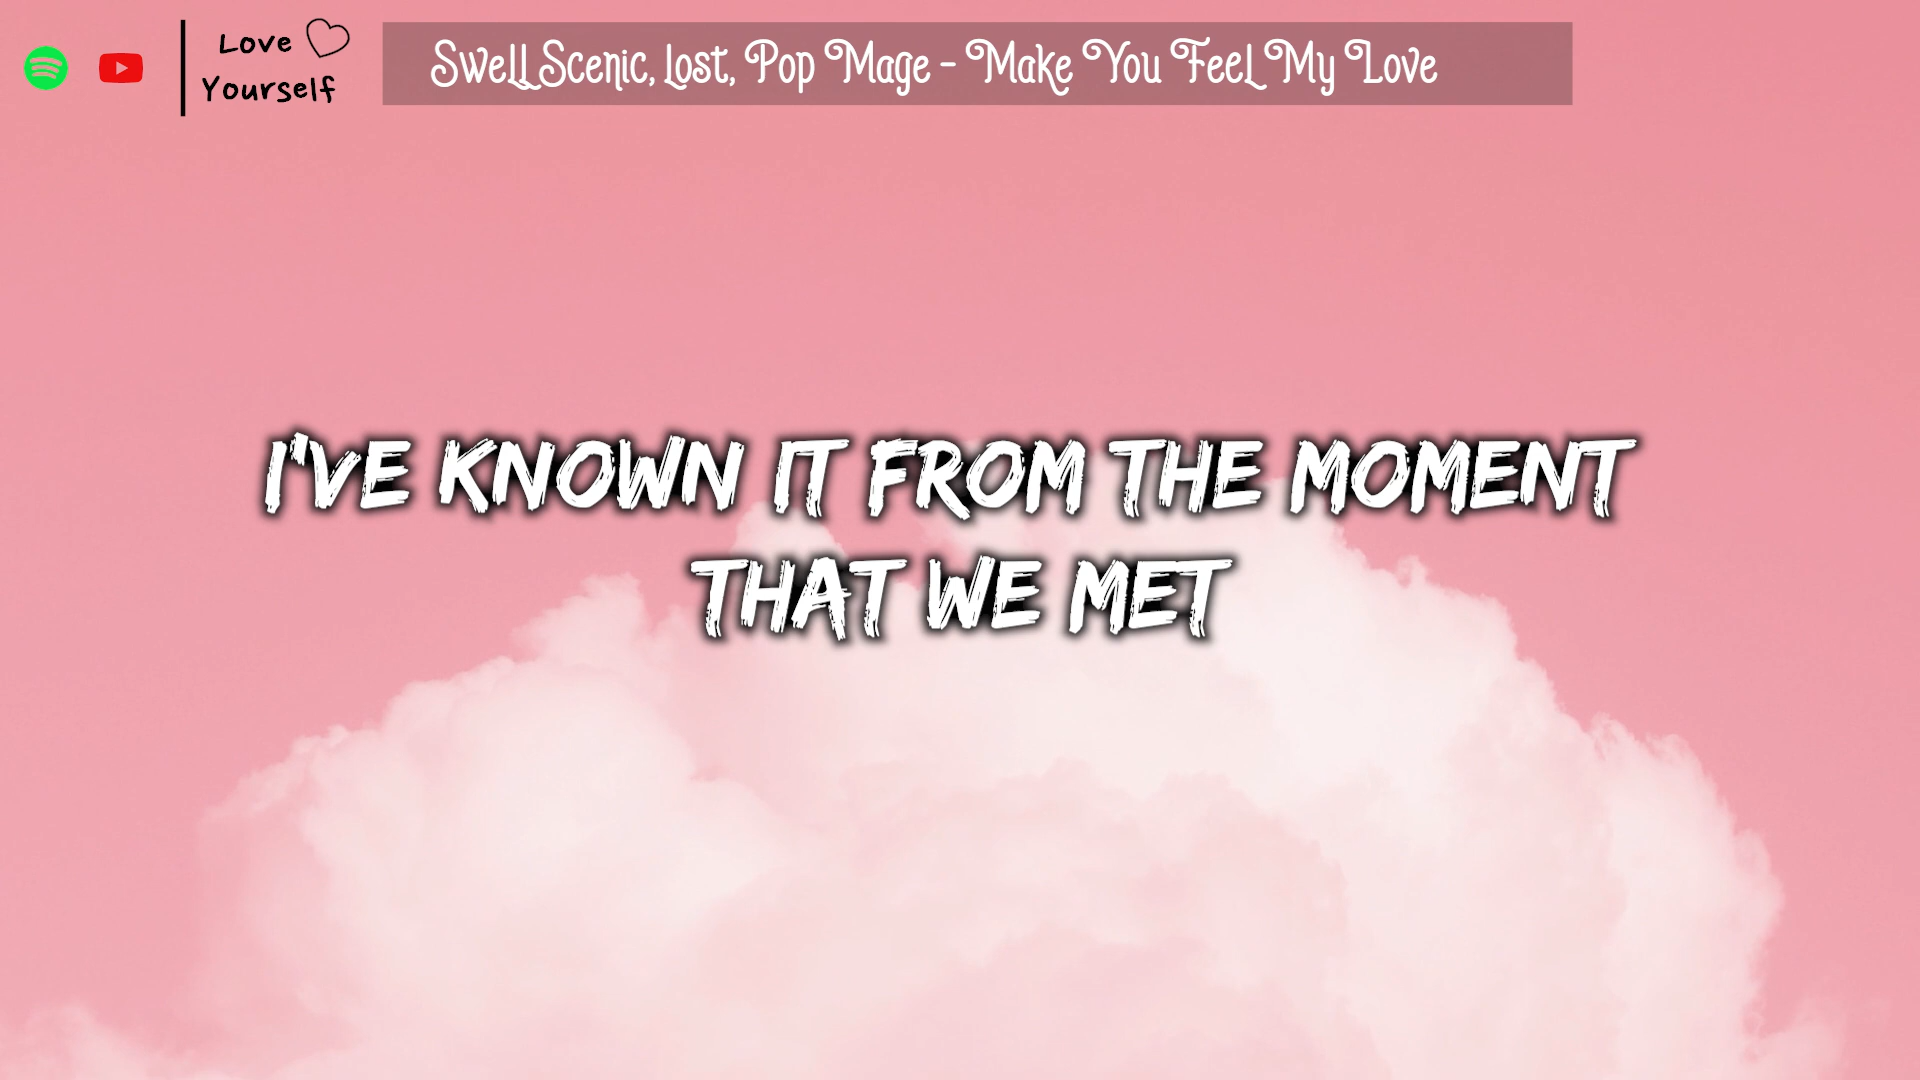 Love
Yourself
Swell Scenic, Lost, Pop Mage - Make You Feel My Love
I'VE KNOWN IT FROM THE MOMENT
THAT WE MET